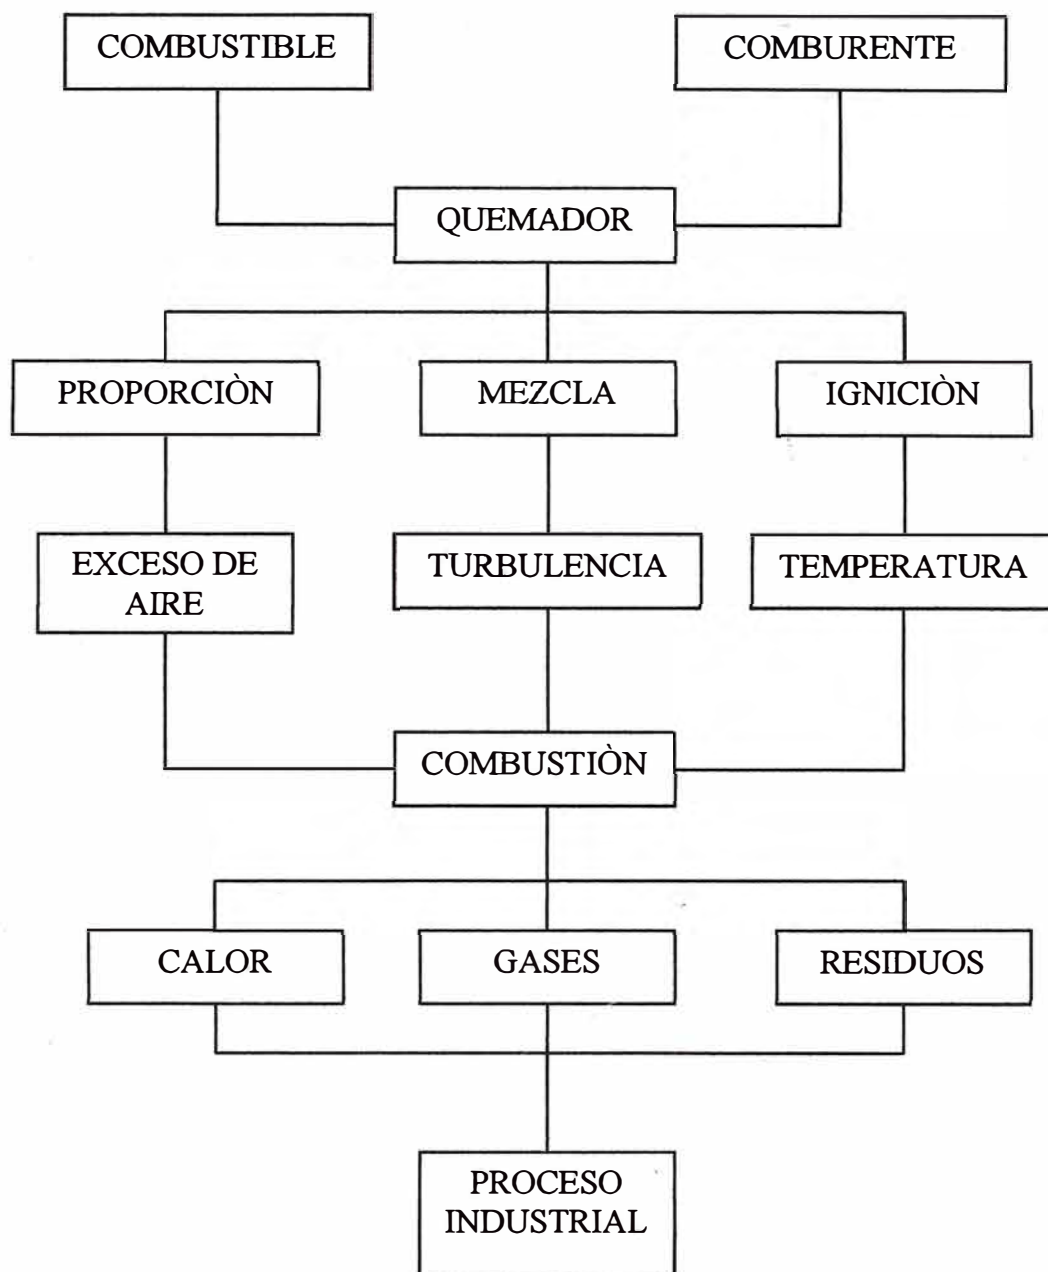 COMBUSTIBLE
COMBURENTE
QUEMADOR
PROPORCIÒN
MEZCLA
IGNICIÒN
EXCESO DE
AIRE
TURBULENCIA
TEMPERATURA
COMBUSTIÒN
CALOR
GASES
RESIDUOS
PROCESO
INDUSTRIAL